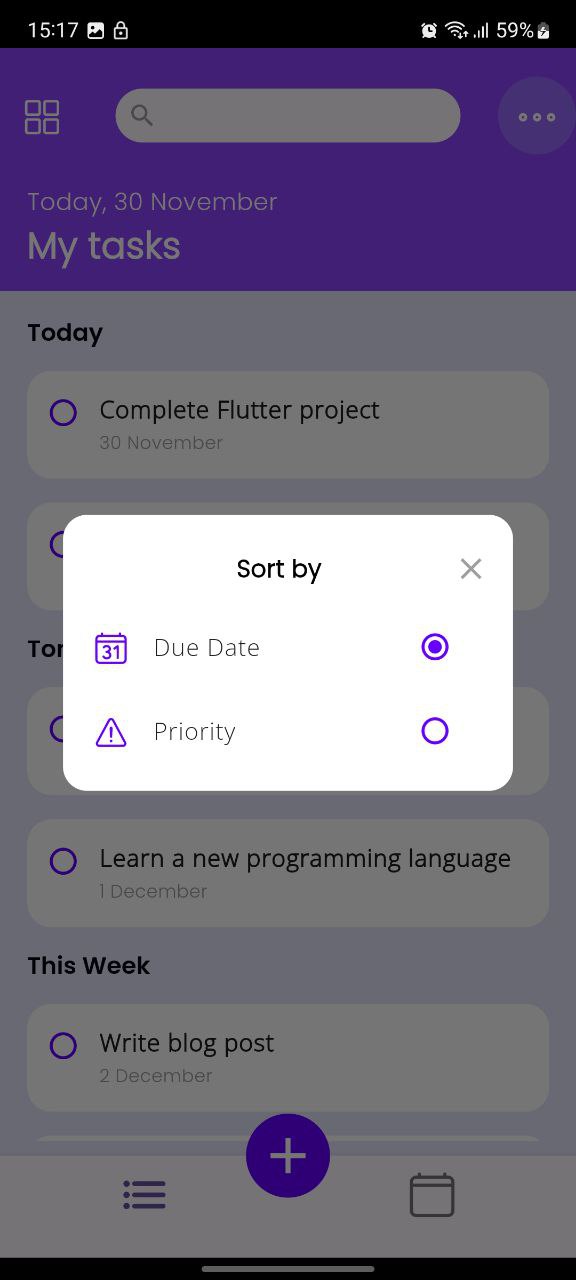 15:17 59%
Today, 30 November
My tasks
Today
Complete Flutter project
30 November
Sort by
31 Due Date
Priority
Learn a new programming language
1 December
This Week
Write blog post
2 December